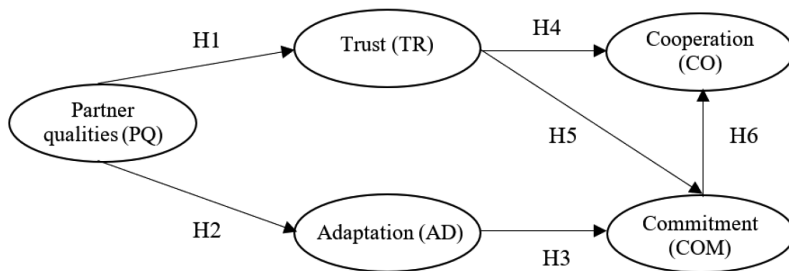 H1
Trust (TR)
H4
Cooperation
(CO)
Partner
qualities (PQ)
H5
H6
H2
Adaptation (AD)
H3
Commitment
(COM)